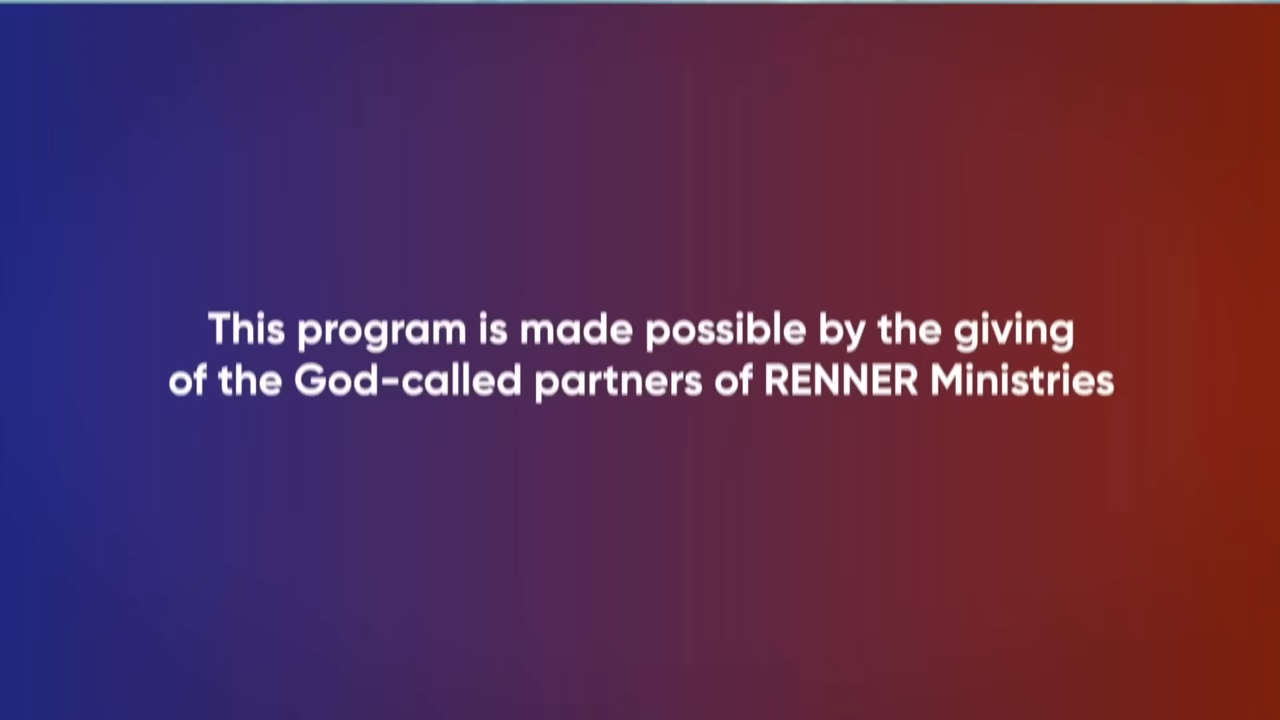 This program is made possible by the giving
of the God-called partners of RENNER Ministries